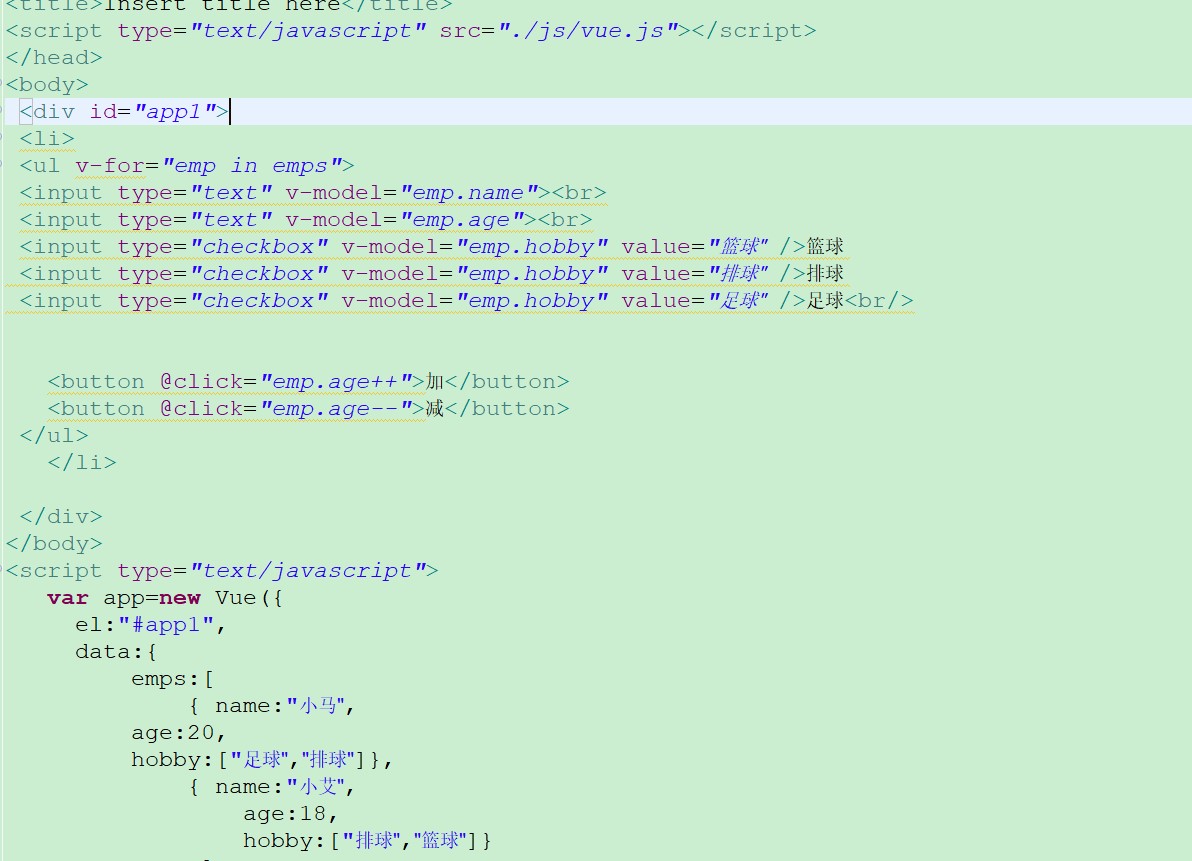 <title>Insert title here</title>
<script type="text/javascript" src="./js/vue.js"></script>
</head>
<body>
<div id="app1">
<li>
<ul v-for="emp in emps">
<input type="text" v-model="emp.name"><br>
<input type="text" v-model="emp.age"><br>
<input type="checkbox" v-model="emp.hobby" value="篮球" />篮球
<input type="checkbox" v-model="emp.hobby" value="排球" />排球
<input type="checkbox" v-model="emp.hobby" value="足球" />足球<br/>
<button @click="emp.age++">加</button>
<button @click="emp.age--">减</button>
</ul>
</li>
</div>
</body>
<script type="text/javascript">
var app=new Vue({
el:"#app1",
data:{
emps:[
{ name:"小马",
age:20,
hobby:["足球","排球"]},
{ name:"小艾",
age:18,
hobby:["排球","篮球"]}